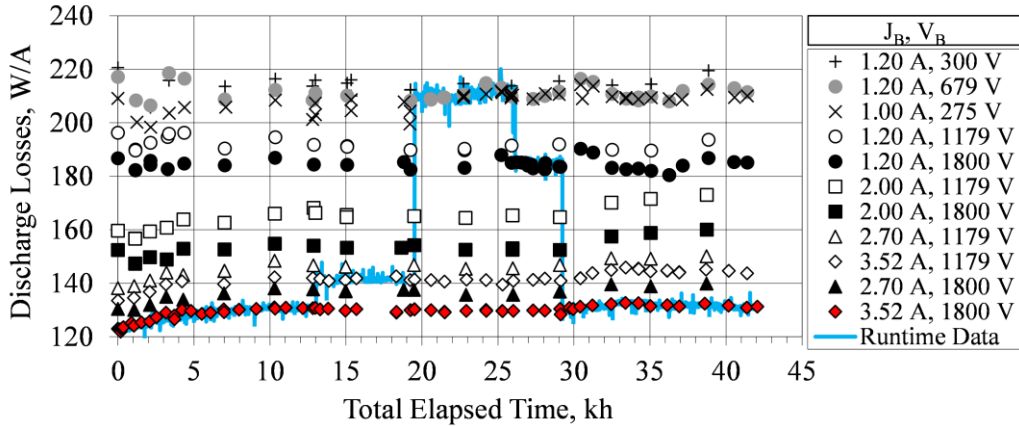 Discharge Losses, W/A
240
220
200
180
160
140
120
0 5 10 15 20 25 30 35 40 45
Total Elapsed Time, kh
J_B, V_B
1.20 A, 300 V
1.20 A, 679 V
1.00 A, 275 V
1.20 A, 1179 V
1.20 A, 1800 V
2.00 A, 1179 V
2.00 A, 1800 V
2.70 A, 1179 V
3.52 A, 1179 V
2.70 A, 1800 V
3.52 A, 1800 V
Runtime Data